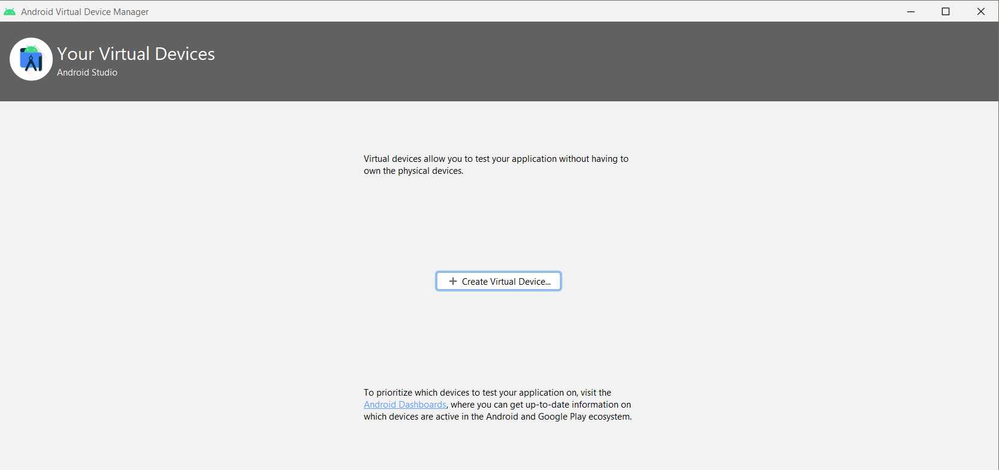 Android Virtual Device Manager
Your Virtual Devices
Android Studio
Virtual devices allow you to test your application without having to
own the physical devices.
Create Virtual Device...
To prioritize which devices to test your application on, visit the
Android Dashboards, where you can get up-to-date information on
which devices are active in the Android and Google Play ecosystem.